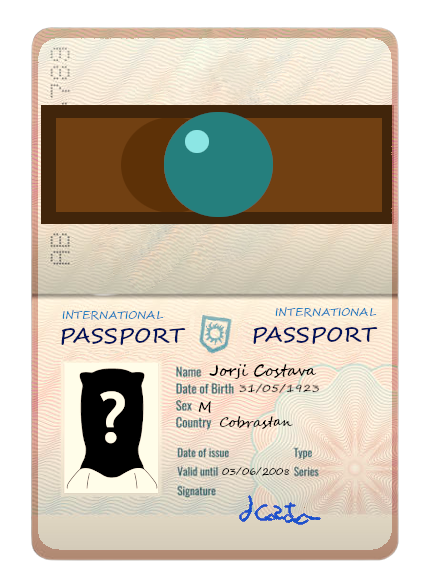 INTERNATIONAL INTERNATIONAL
PASSPORT PASSPORT
?
Name Jorji Costava
Date of Birth 31/05/1923
Sex M
Country Cobrastan
Date of issue Type
Valid until 03/06/2008 Series
Signature